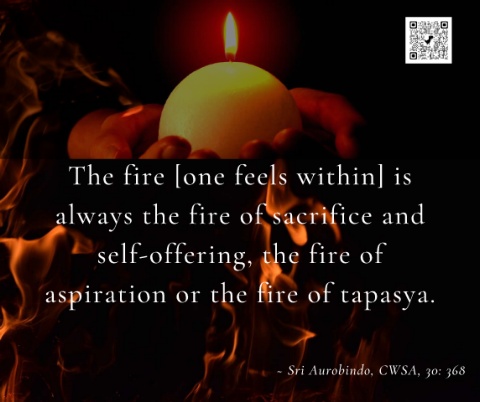 The fire [one feels within] is
always the fire of sacrifice and
self-offering, the fire of
aspiration or the fire of tapasya.
~ Sri Aurobindo, CWSA, 30: 368